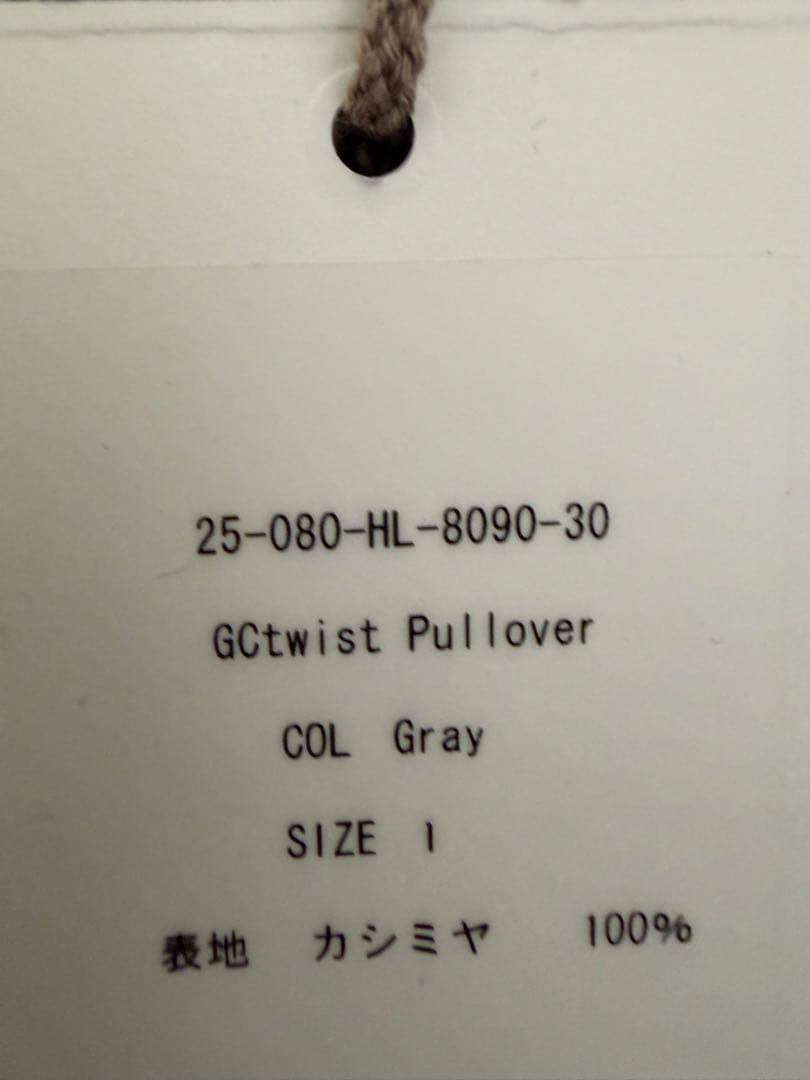 25-080-HL-8090-30
GCtwist Pullover
COL Gray
SIZE 1
表地 カシミヤ 100%